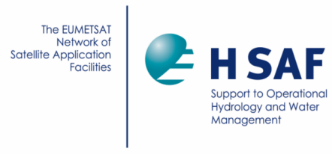 The EUMETSAT
Network of
Satellite Application
Facilities
H SAF
Support to Operational
Hydrology and Water
Management